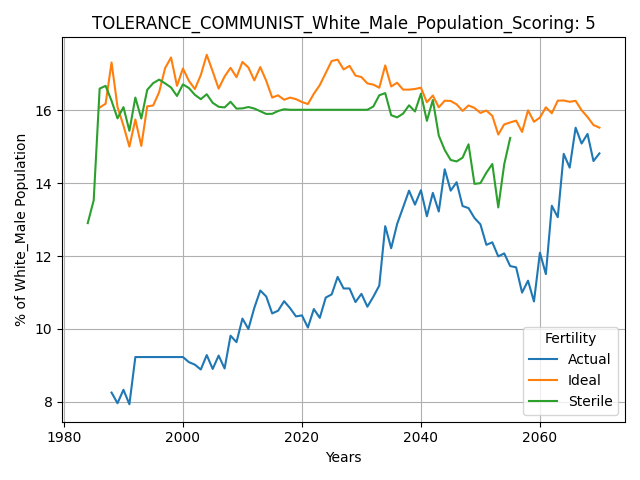 TOLERANCE_COMMUNIST_White_Male_Population_Scoring: 5
% of White_Male Population
16
14
12
10
8
1980
2000
2020
2040
2060
Years
Fertility
Actual
Ideal
Sterile